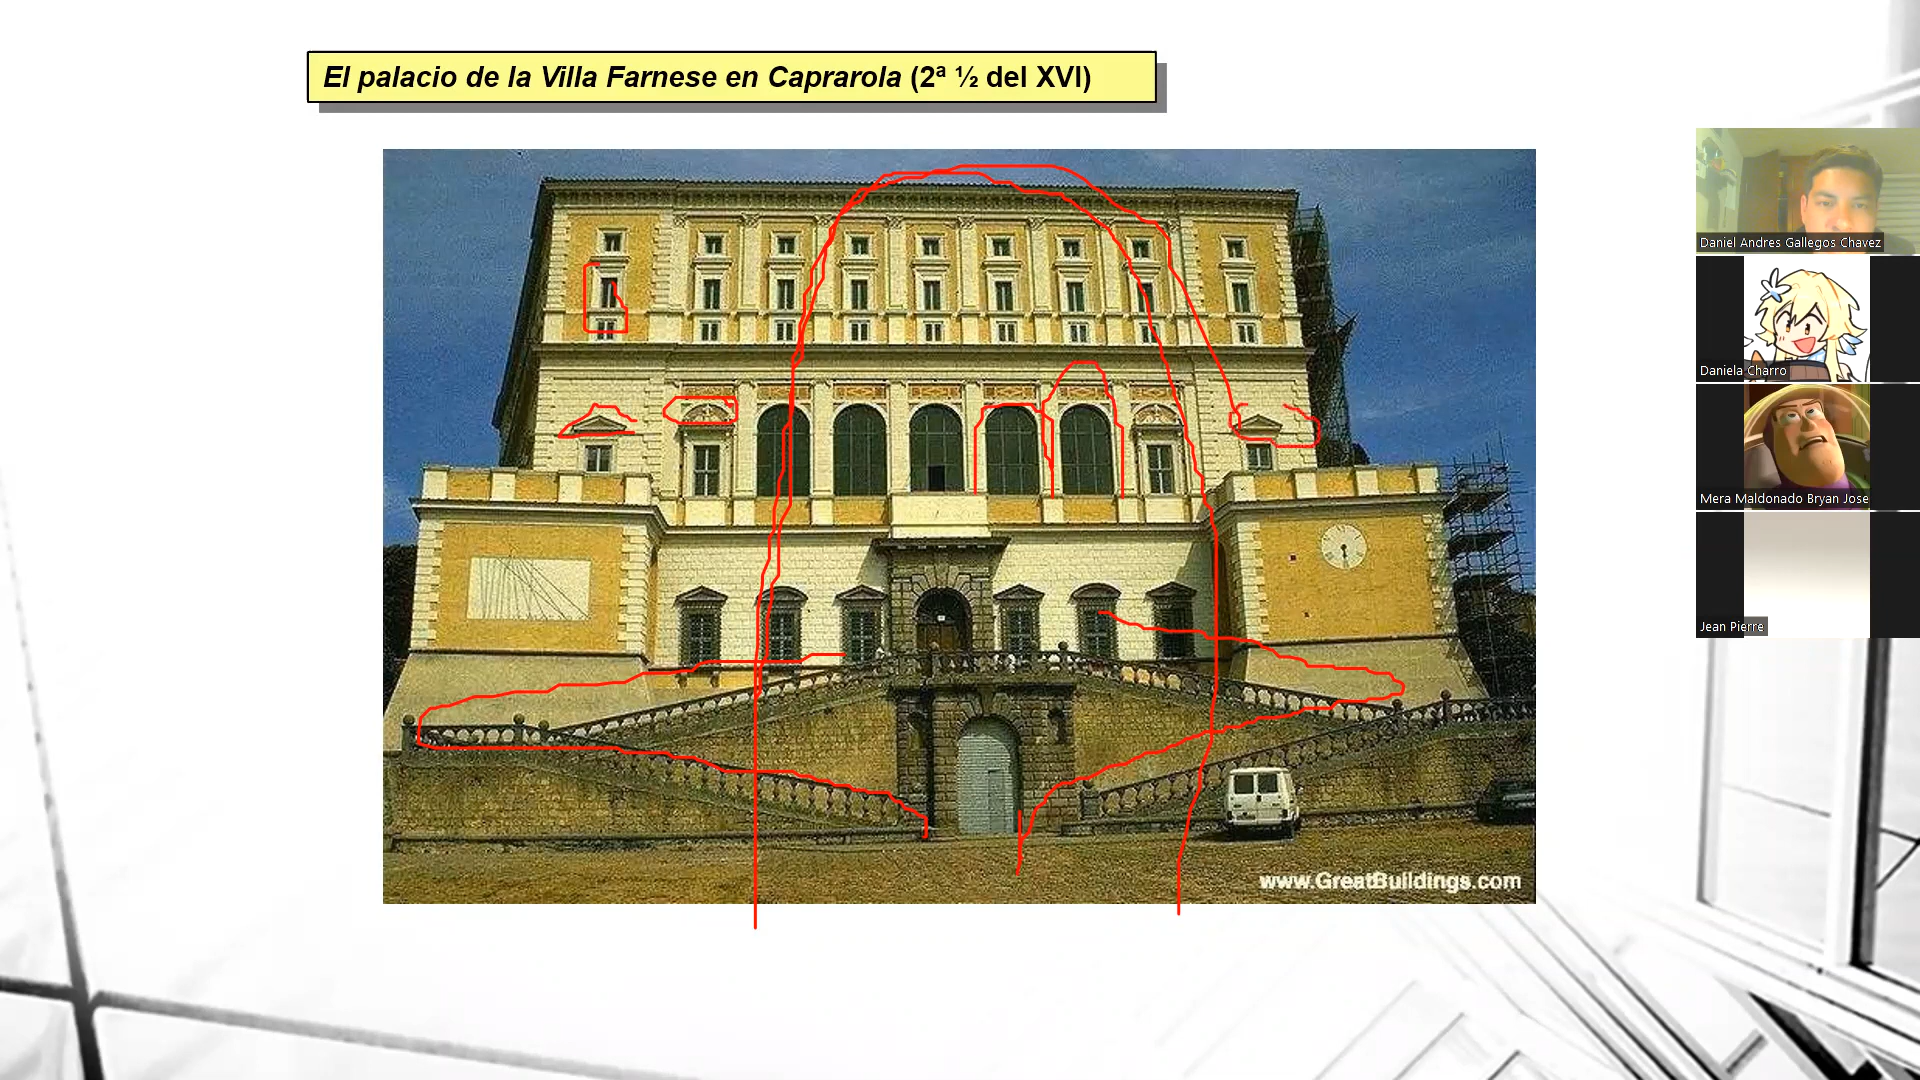 El palacio de la Villa Farnese en Caprarola (2ª ½ del XVI)
Daniel Andres Gallegos Chavez
Daniela Charro
Mera Maldonado Bryan Jose
Jean Pierre
www.GreatBuildings.com